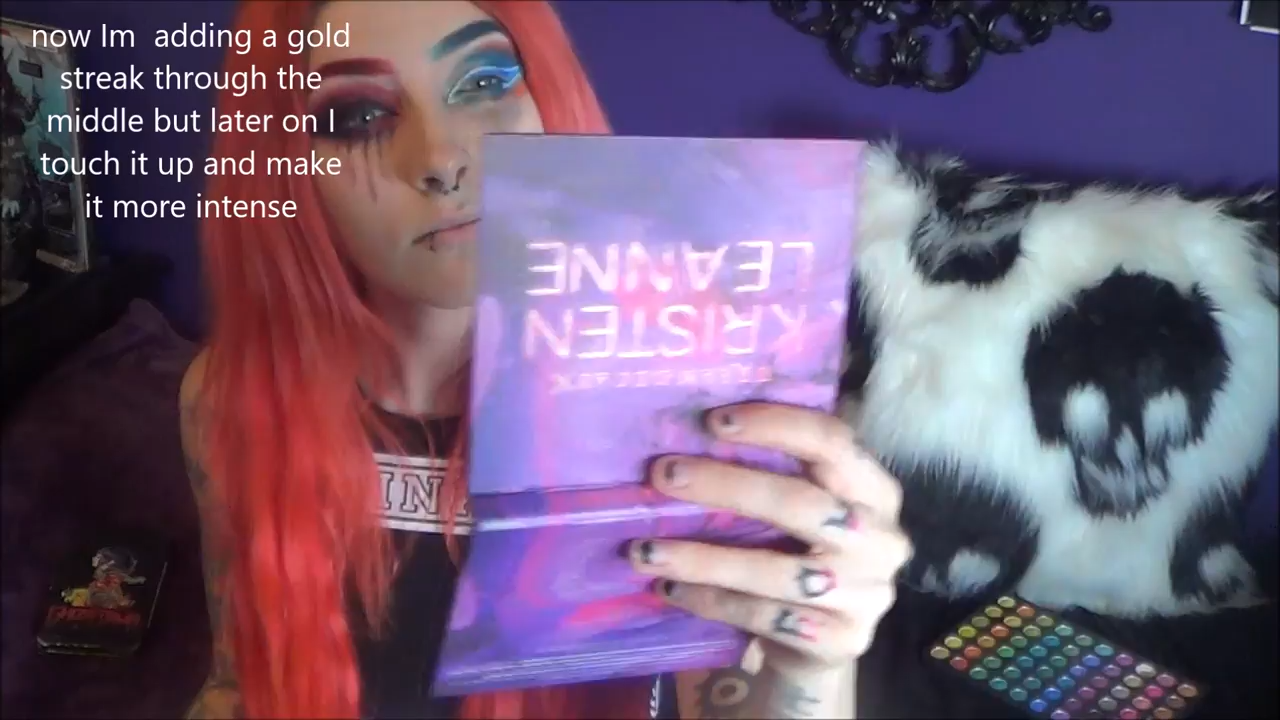 now Im  adding a gold
streak through the
middle but later on I
touch it up and make
it more intense
KRISTEN
LEANNE